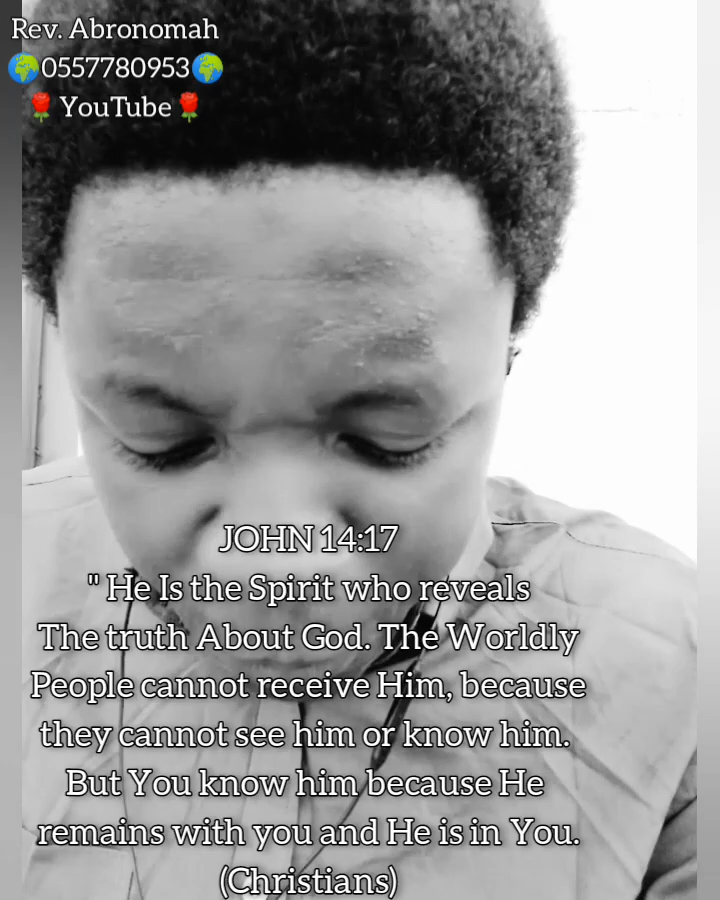 Rev. Abronomah
🌍0557780953🌍
🌹 YouTube 🌹
JOHN 14:17
" He Is the Spirit who reveals
The truth About God. The Worldly
People cannot receive Him, because
they cannot see him or know him.
But You know him because He
remains with you and He is in You.
(Christians)